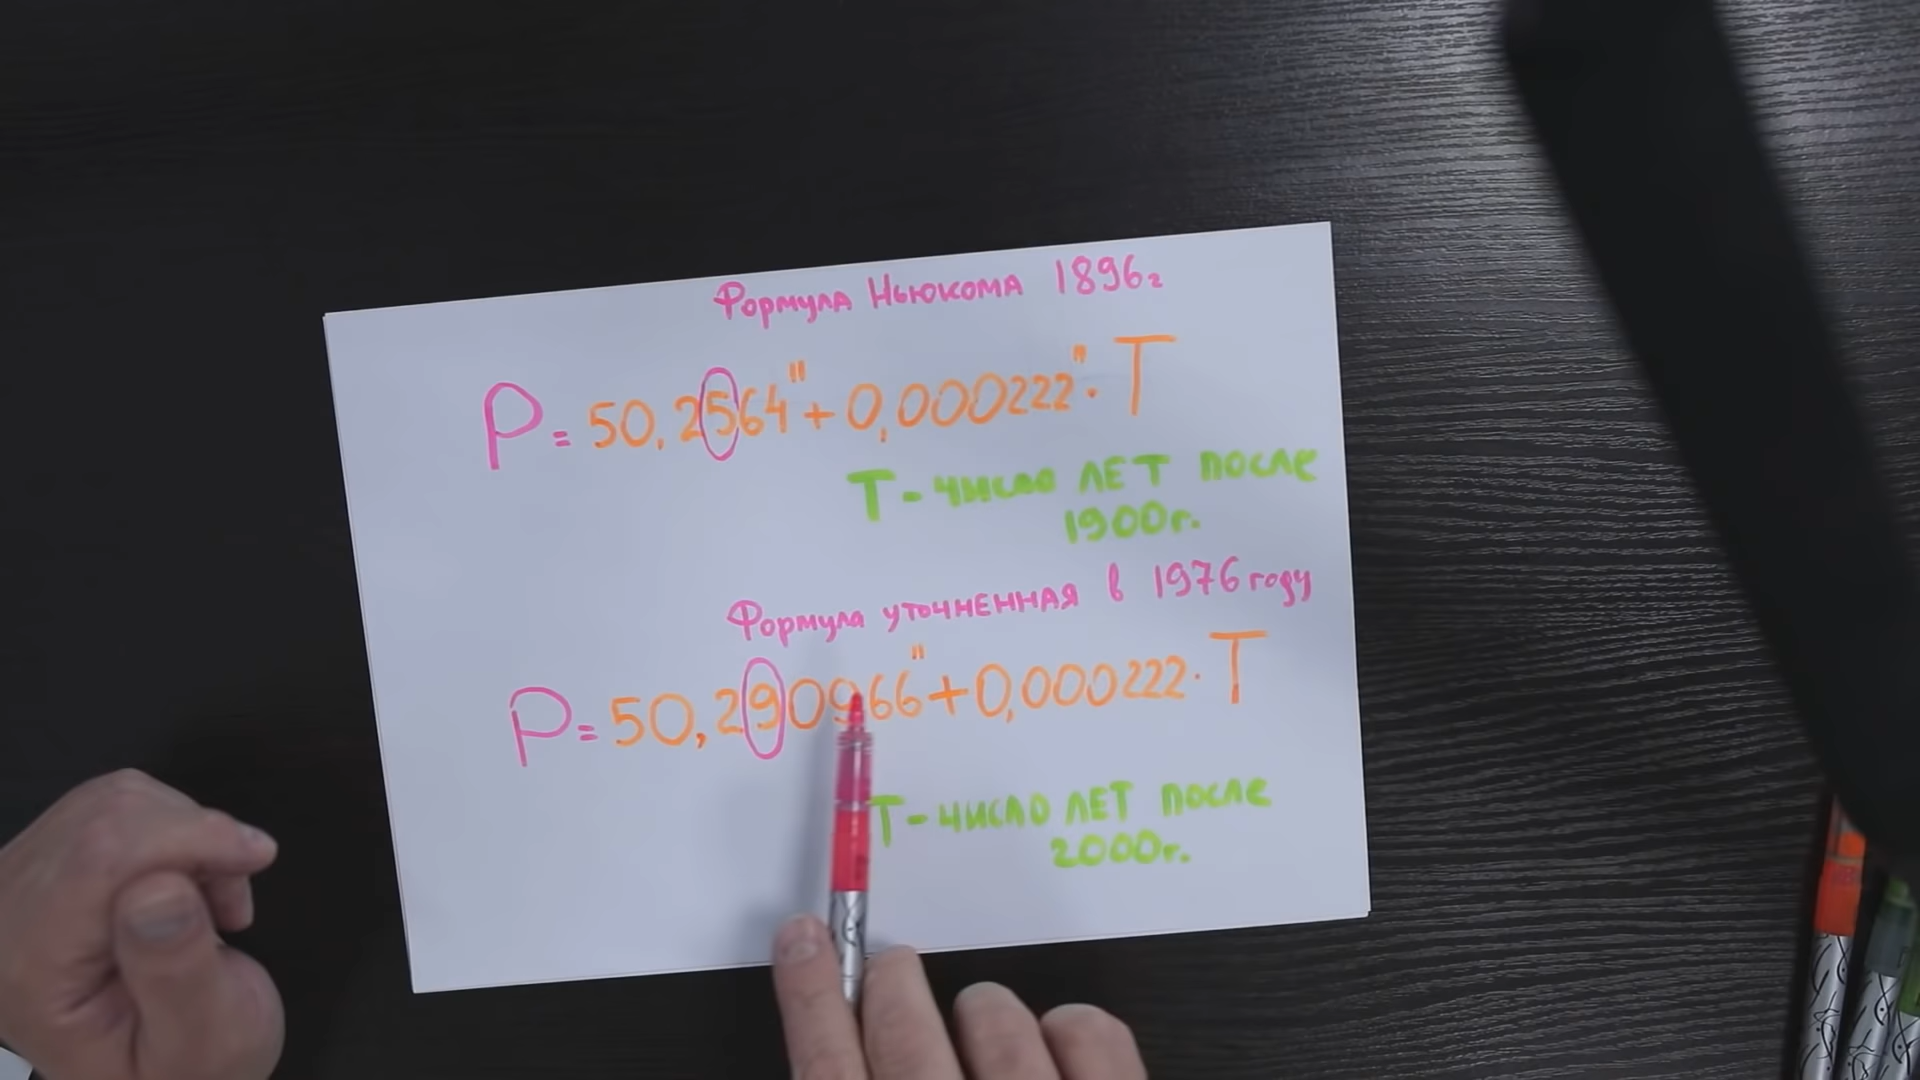 Формула Ньюкома 1896г
P = 50,2564" + 0,000222" · T
T - число лет после
1900г.
Формула уточненная в 1976 году
P = 50,290966" + 0,000222 · T
T - число лет после
2000г.